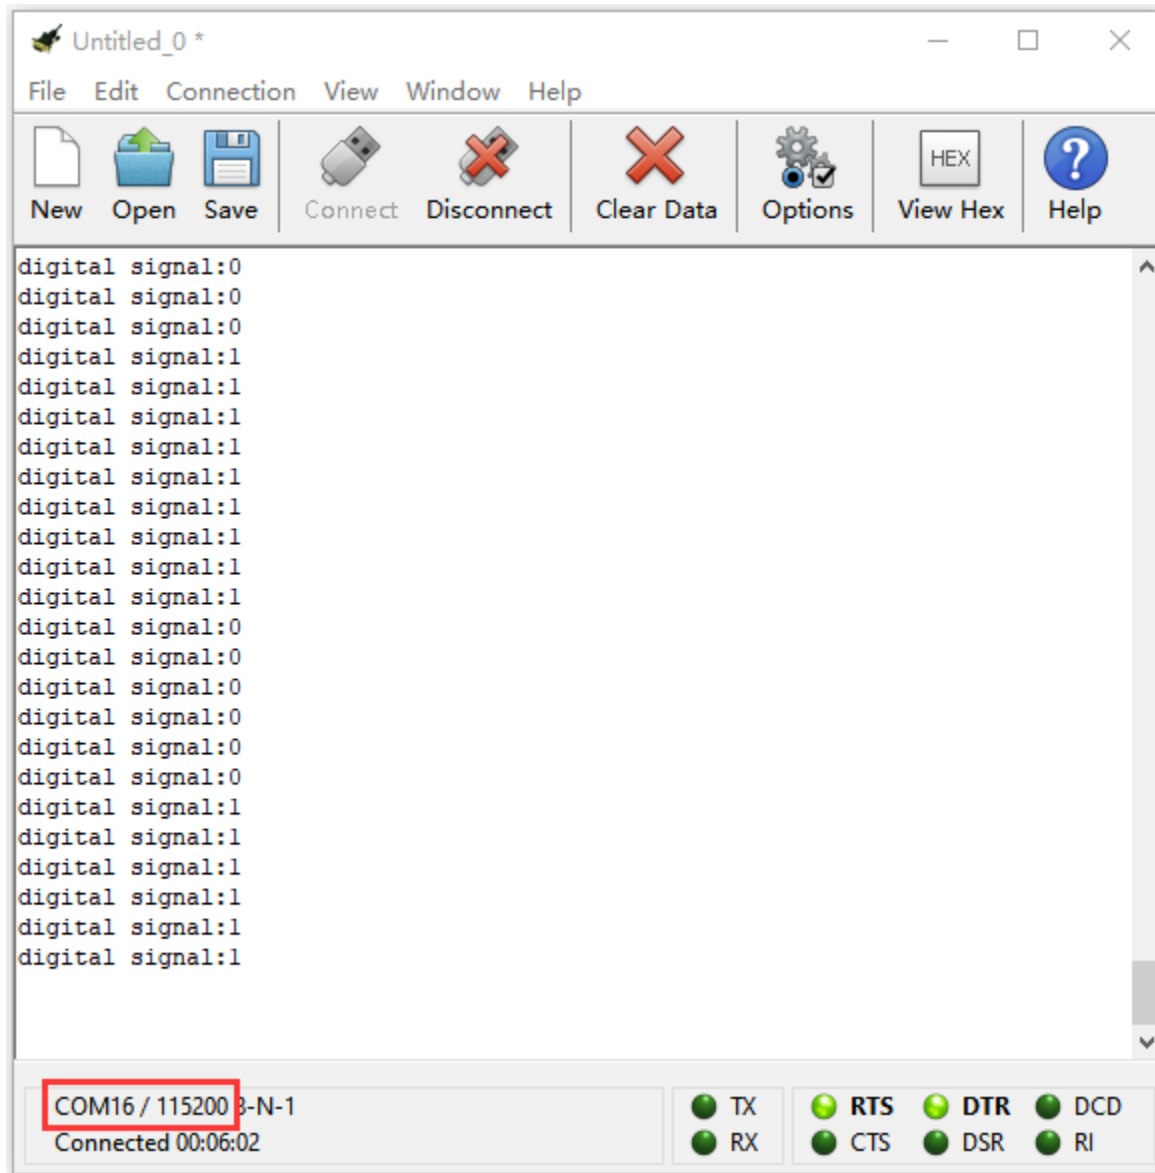 Untitled_0 *
File Edit Connection View Window Help
New Open Save Connect Disconnect Clear Data Options HEX View Hex ? Help
digital signal:0
digital signal:0
digital signal:0
digital signal:1
digital signal:1
digital signal:1
digital signal:1
digital signal:1
digital signal:1
digital signal:1
digital signal:1
digital signal:1
digital signal:0
digital signal:0
digital signal:0
digital signal:0
digital signal:0
digital signal:0
digital signal:1
digital signal:1
digital signal:1
digital signal:1
digital signal:1
digital signal:1
COM16 / 115200 8-N-1 TX RTS DTR DCD
Connected 00:06:02 RX CTS DSR RI